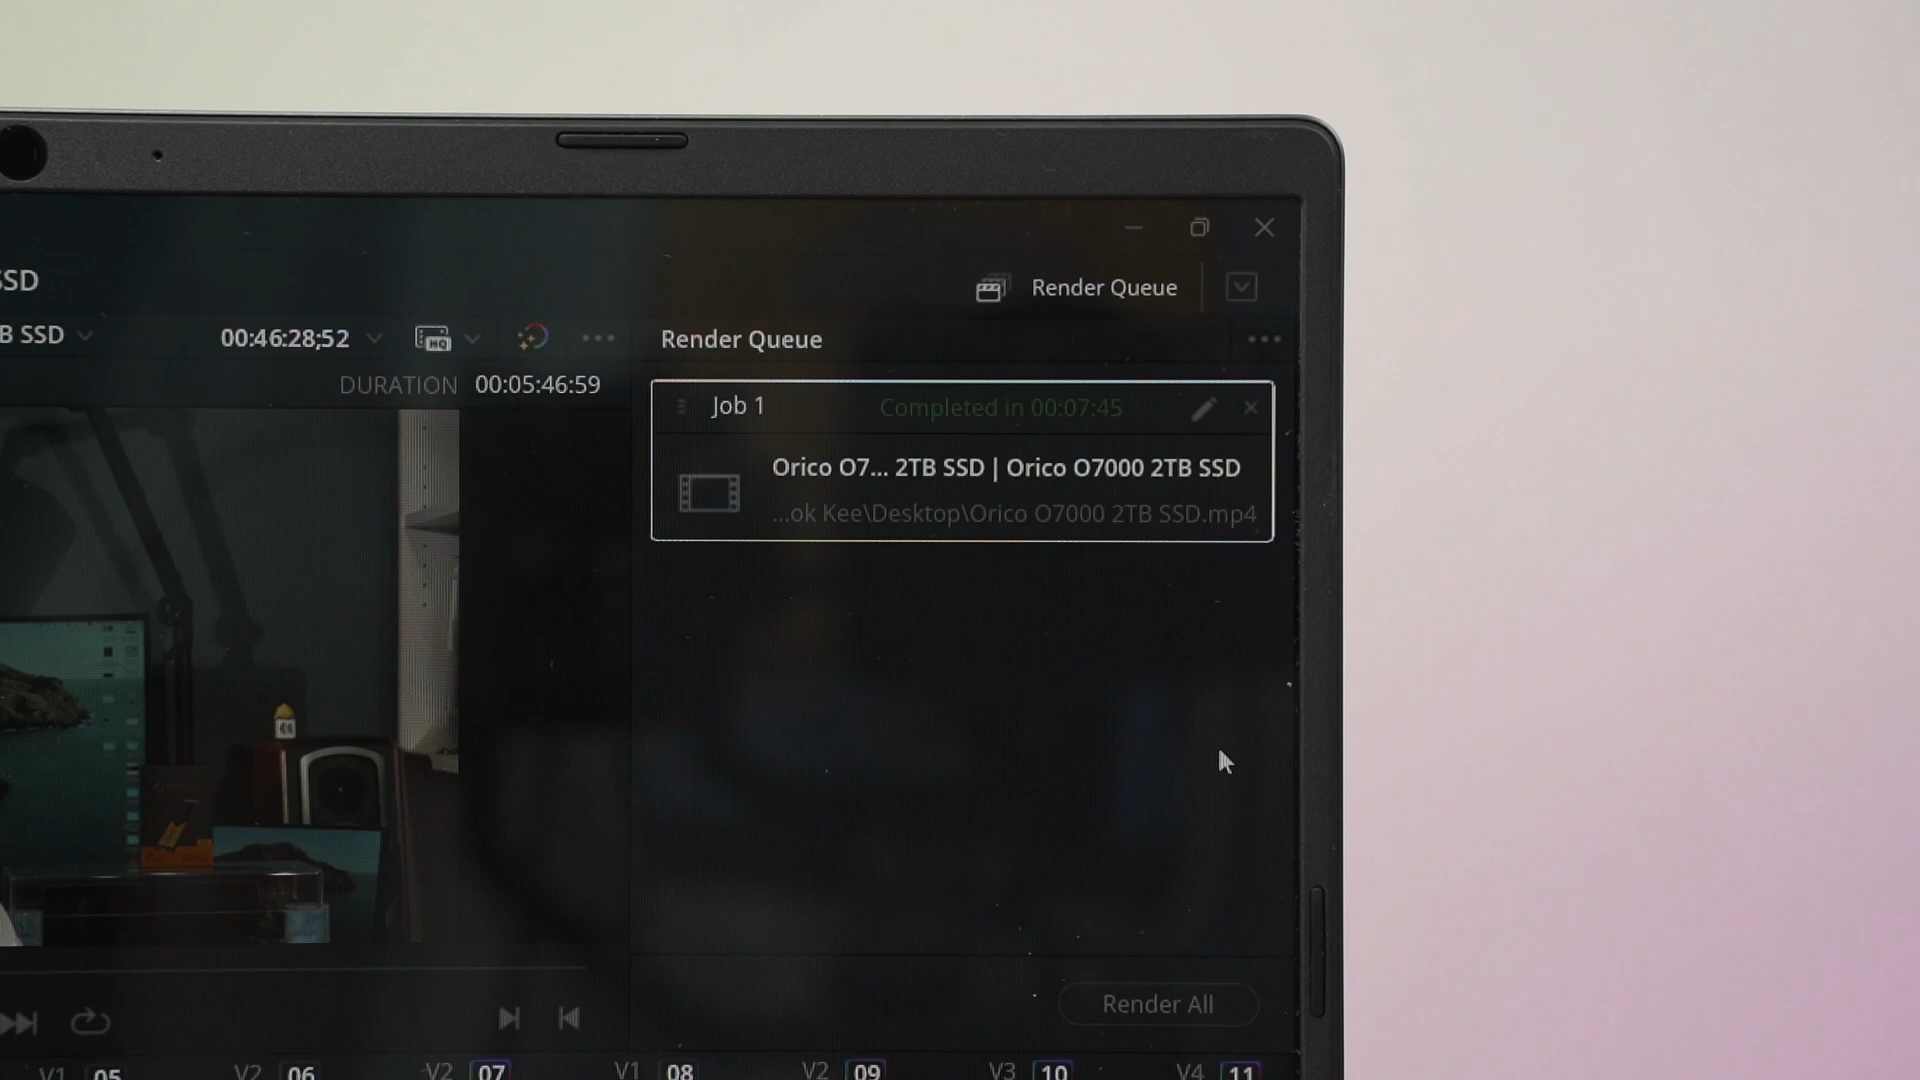 SSD
Render Queue
B SSD
00:46:28;52
HQ
Render Queue
DURATION 00:05:46:59
Job 1
Completed in 00:07:45
Orico O7... 2TB SSD | Orico O7000 2TB SSD
...ok Kee\Desktop\Orico O7000 2TB SSD.mp4
Render All
V1 05 V2 06 V2 07 V1 08 V2 09 V3 10 V4 11